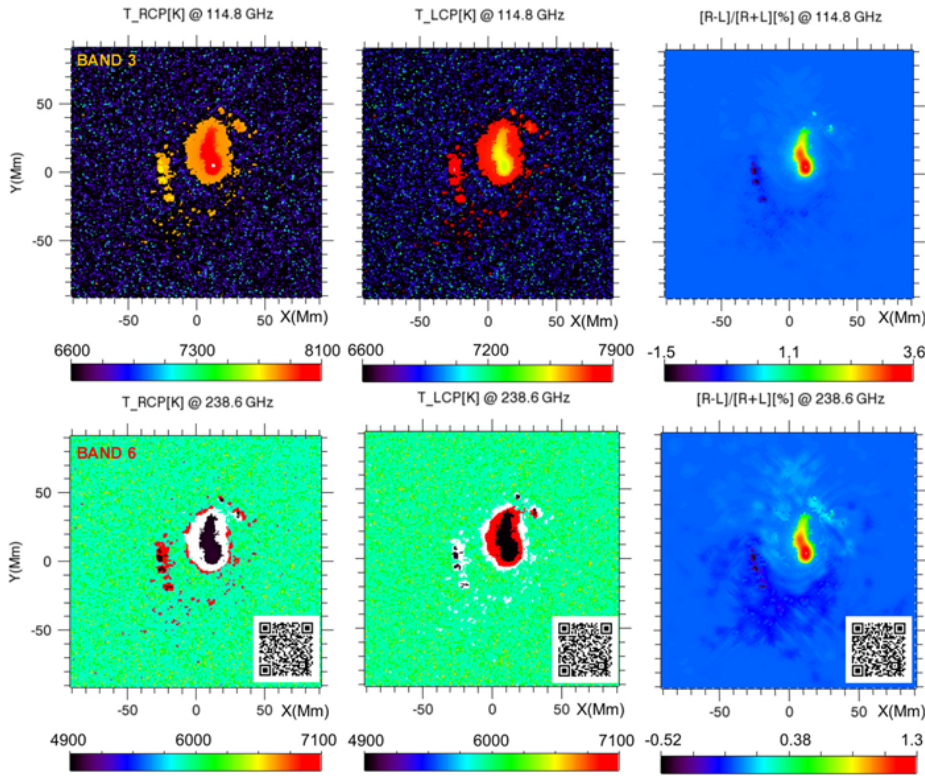 T_RCP[K] @ 114.8 GHz
T_LCP[K] @ 114.8 GHz
[R-L]/[R+L][%] @ 114.8 GHz
BAND 3
50
0
-50
Y(Mm)
-50 0 50 X(Mm)
-50 0 50 X(Mm)
-50 0 50 X(Mm)
6600 7300 8100
6600 7200 7900
-1.5 1.1 3.6
T_RCP[K] @ 238.6 GHz
T_LCP[K] @ 238.6 GHz
[R-L]/[R+L][%] @ 238.6 GHz
BAND 6
50
0
-50
Y(Mm)
-50 0 50 X(Mm)
-50 0 50 X(Mm)
-50 0 50 X(Mm)
4900 6000 7100
4900 6000 7100
-0.52 0.38 1.3